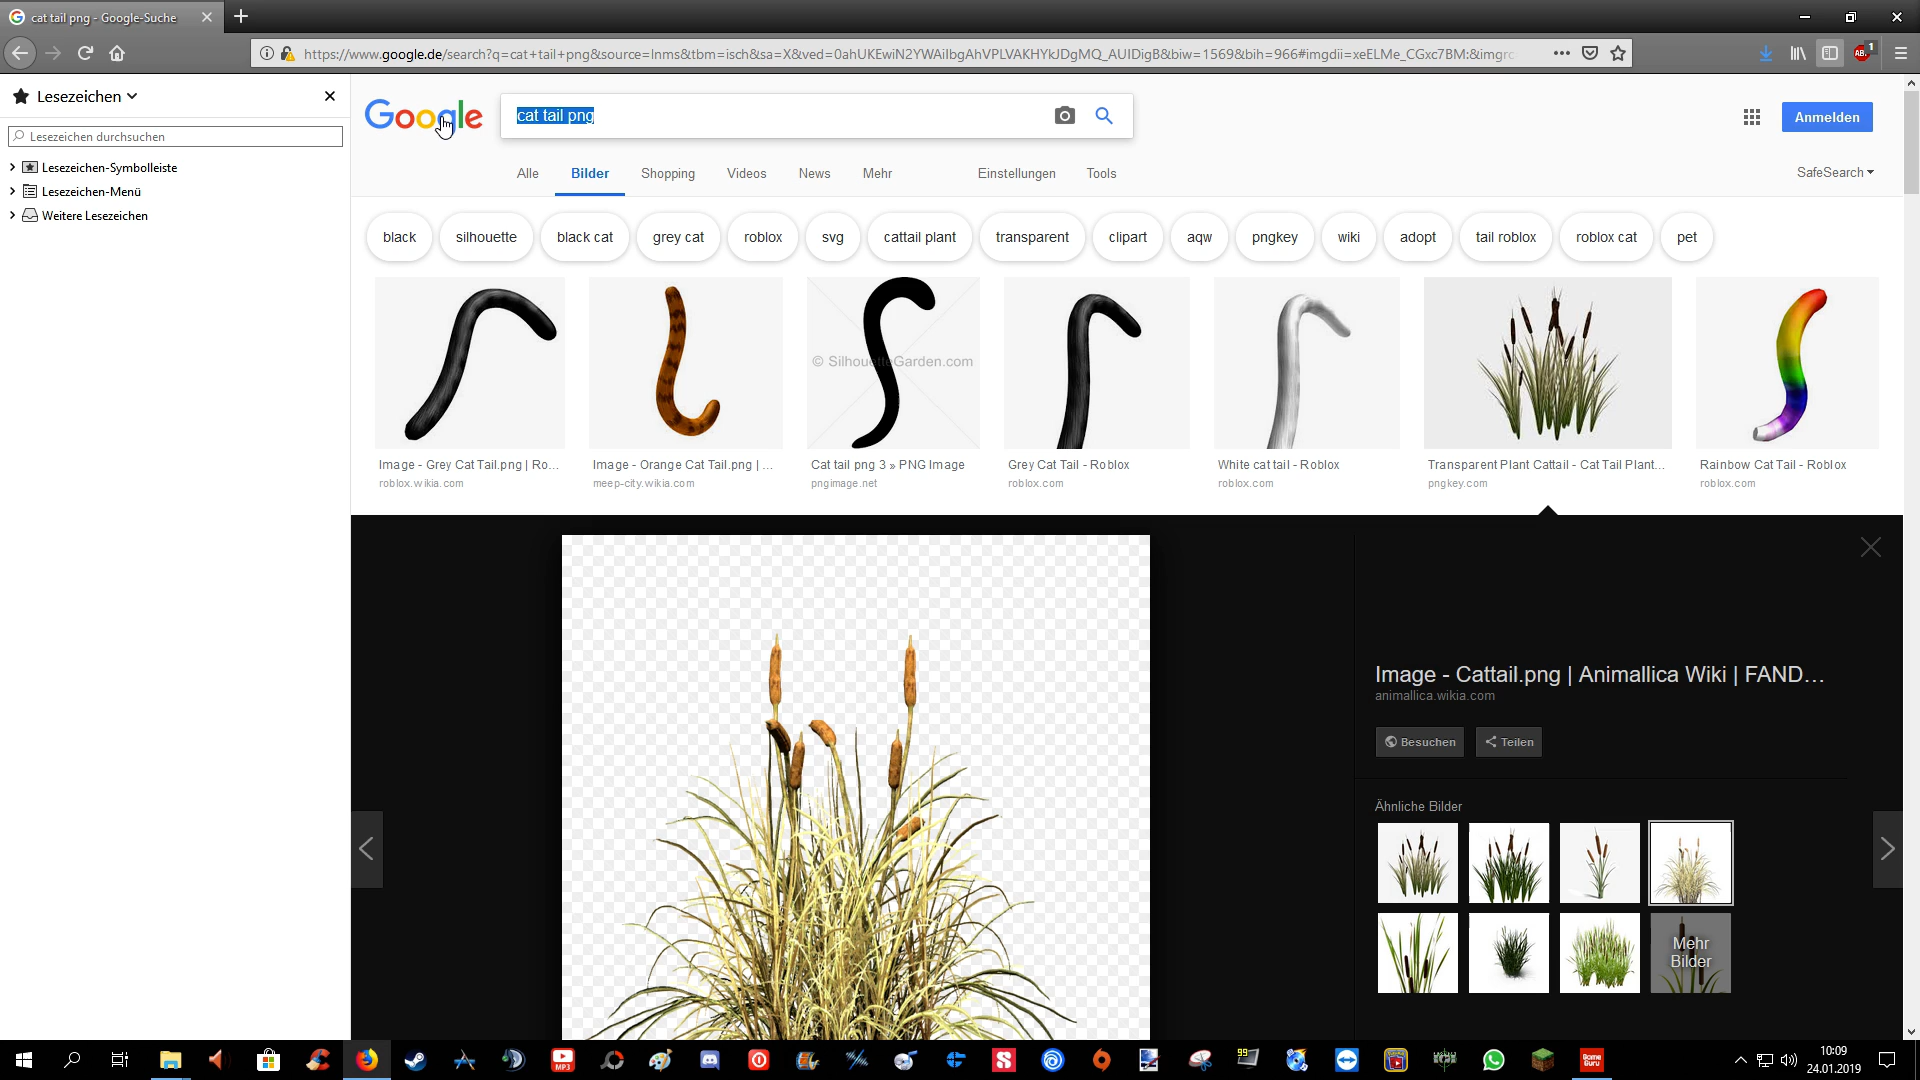 cat tail png - Google-Suche
https://www.google.de/search?q=cat+tail+png&source=lnms&tbm=isch&sa=X&ved=0ahUKEwiN2YWAilbgAhVPLVAKHYkJDgMQ_AUIDigB&biw=1569&bih=966#imgdii=xeELMe_CGxc7BM:&imgrc
ABP
1
Lesezeichen
Lesezeichen durchsuchen
Lesezeichen-Symbolleiste
Lesezeichen-Menü
Weitere Lesezeichen
Google
cat tail png
Anmelden
Alle Bilder Shopping Videos News Mehr Einstellungen Tools SafeSearch
black silhouette black cat grey cat roblox svg cattail plant transparent clipart aqw pngkey wiki adopt tail roblox roblox cat pet
© SilhouetteGarden.com
Image - Grey Cat Tail.png | Ro...
roblox.wikia.com
Image - Orange Cat Tail.png | ...
meep-city.wikia.com
Cat tail png 3 » PNG Image
pngimage.net
Grey Cat Tail - Roblox
roblox.com
White cat tail - Roblox
roblox.com
Transparent Plant Cattail - Cat Tail Plant...
pngkey.com
Rainbow Cat Tail - Roblox
roblox.com
Image - Cattail.png | Animallica Wiki | FAND...
animallica.wikia.com
Besuchen
Teilen
Ähnliche Bilder
Mehr
Bilder
MP3
99
Game
Guru
10:09
24.01.2019